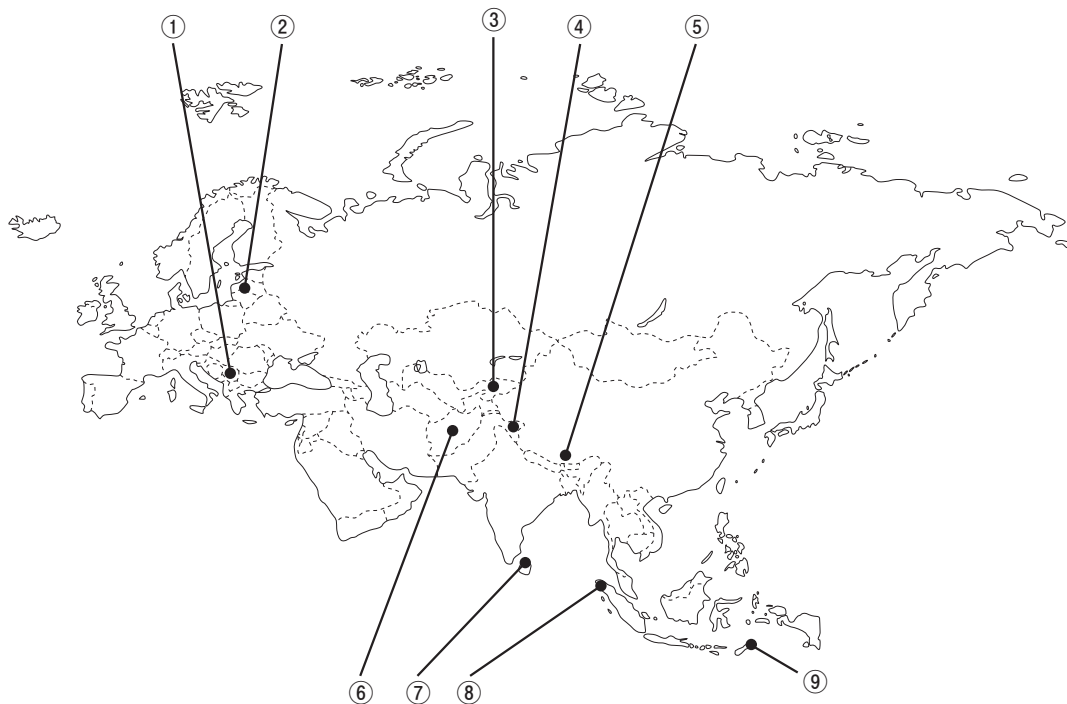 ① ② ③ ④ ⑤
⑥ ⑦ ⑧ ⑨